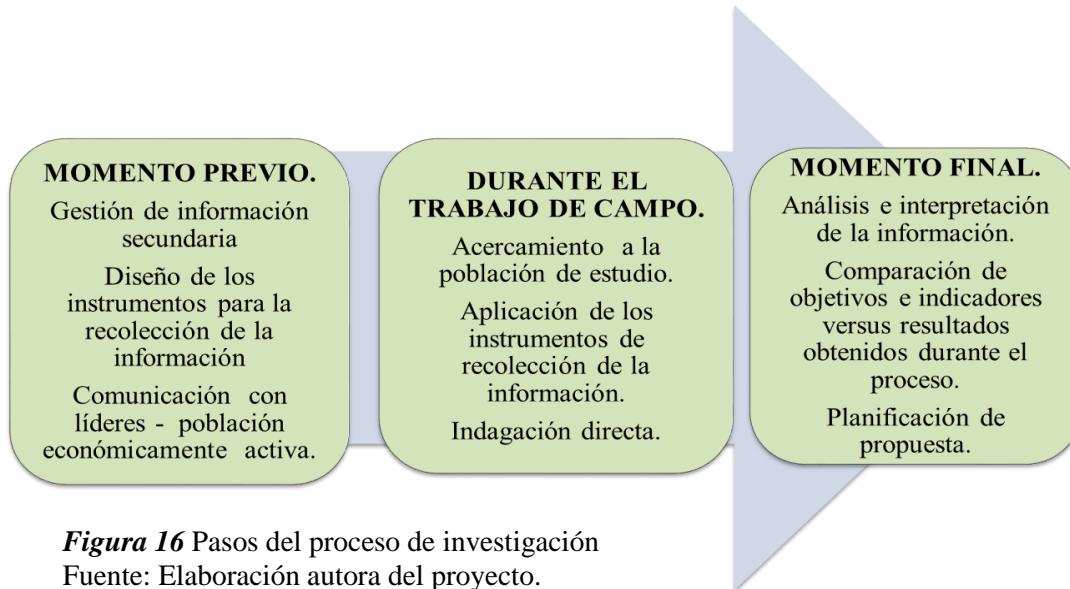 MOMENTO PREVIO.
Gestión de información
secundaria
Diseño de los
instrumentos para la
recolección de la
información
Comunicación con
líderes - población
económicamente activa.
DURANTE EL
TRABAJO DE CAMPO.
Acercamiento a la
población de estudio.
Aplicación de los
instrumentos de
recolección de la
información.
Indagación directa.
MOMENTO FINAL.
Análisis e interpretación
de la información.
Comparación de
objetivos e indicadores
versus resultados
obtenidos durante el
proceso.
Planificación de
propuesta.
Figura 16 Pasos del proceso de investigación
Fuente: Elaboración autora del proyecto.